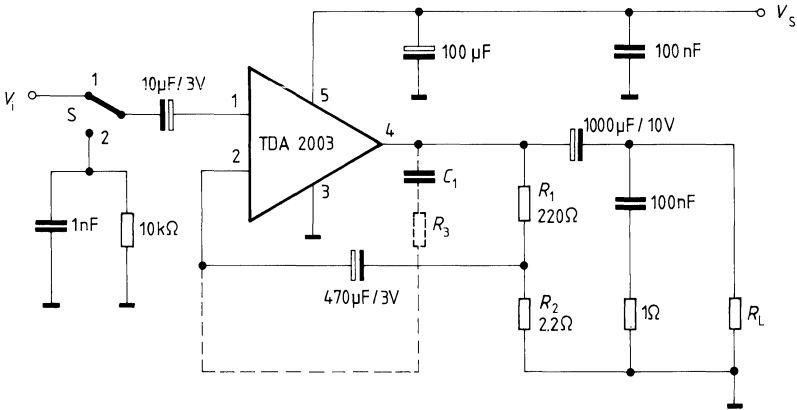 V_S
100 µF
100 nF
1
10µF/3V
V_i
S
2
1
5
TDA 2003
4
2
3
1000µF/10V
C_1
R_1
220Ω
100nF
R_3
1nF
10kΩ
470µF/3V
R_2
2.2Ω
1Ω
R_L